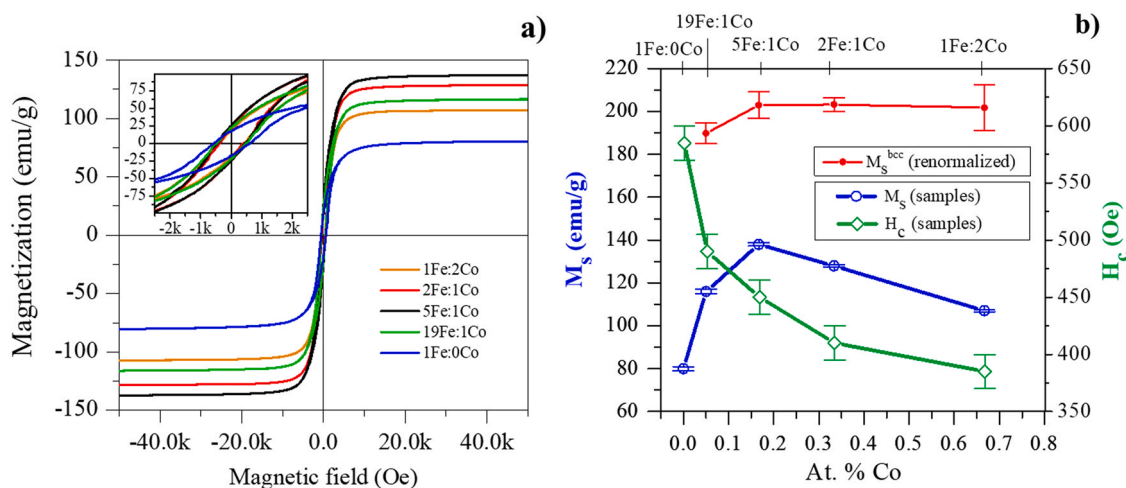 a)
150
100
50
0
-50
-100
-150
Magnetization (emu/g)
75
50
25
0
-25
-50
-75
-2k -1k 0 1k 2k
1Fe:2Co
2Fe:1Co
5Fe:1Co
19Fe:1Co
1Fe:0Co
-40.0k -20.0k 0.0 20.0k 40.0k
Magnetic field (Oe)
b)
19Fe:1Co
1Fe:0Co 5Fe:1Co 2Fe:1Co 1Fe:2Co
220
200
180
160
140
120
100
80
60
Ms (emu/g)
650
600
550
500
450
400
350
Hc (Oe)
Ms bcc (renormalized)
Ms (samples)
Hc (samples)
0.0 0.1 0.2 0.3 0.4 0.5 0.6 0.7 0.8
At. % Co